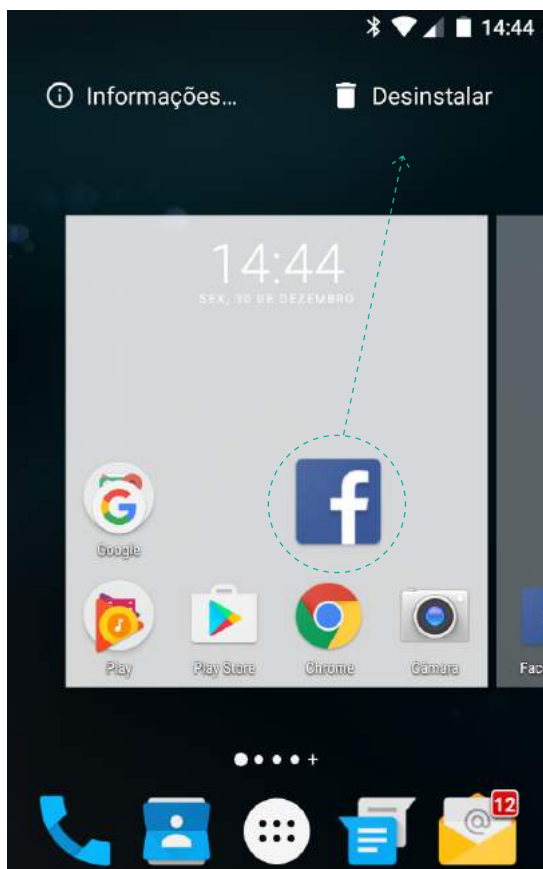 14:44
Informações...
Desinstalar
14:44
SEX, 30 DE DEZEMBRO
Google
Play
Play Store
Chrome
Câmara
Fac
12